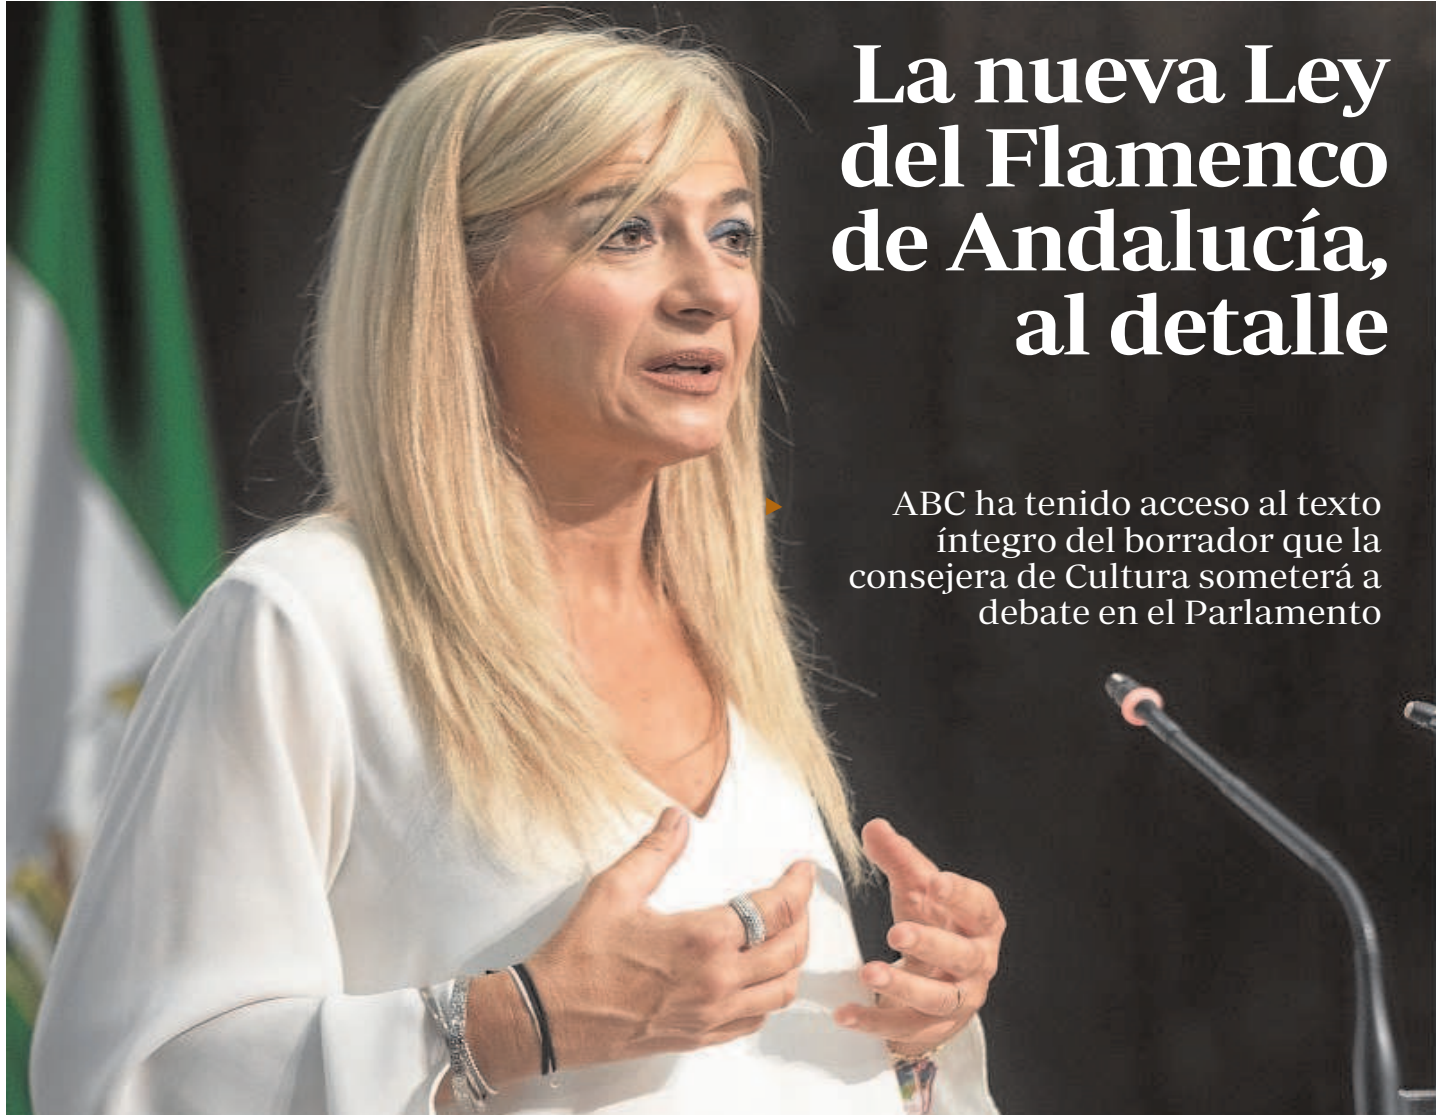 La nueva Ley
del Flamenco
de Andalucía,
al detalle
ABC ha tenido acceso al texto
íntegro del borrador que la
consejera de Cultura someterá a
debate en el Parlamento